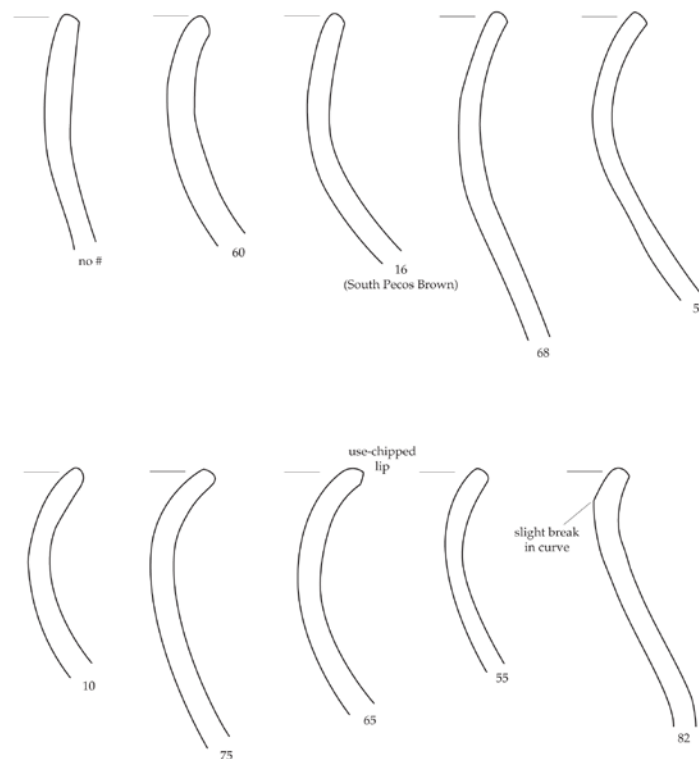 no #
60
16
(South Pecos Brown)
68
5
use-chipped
lip
slight break
in curve
10
75
65
55
82